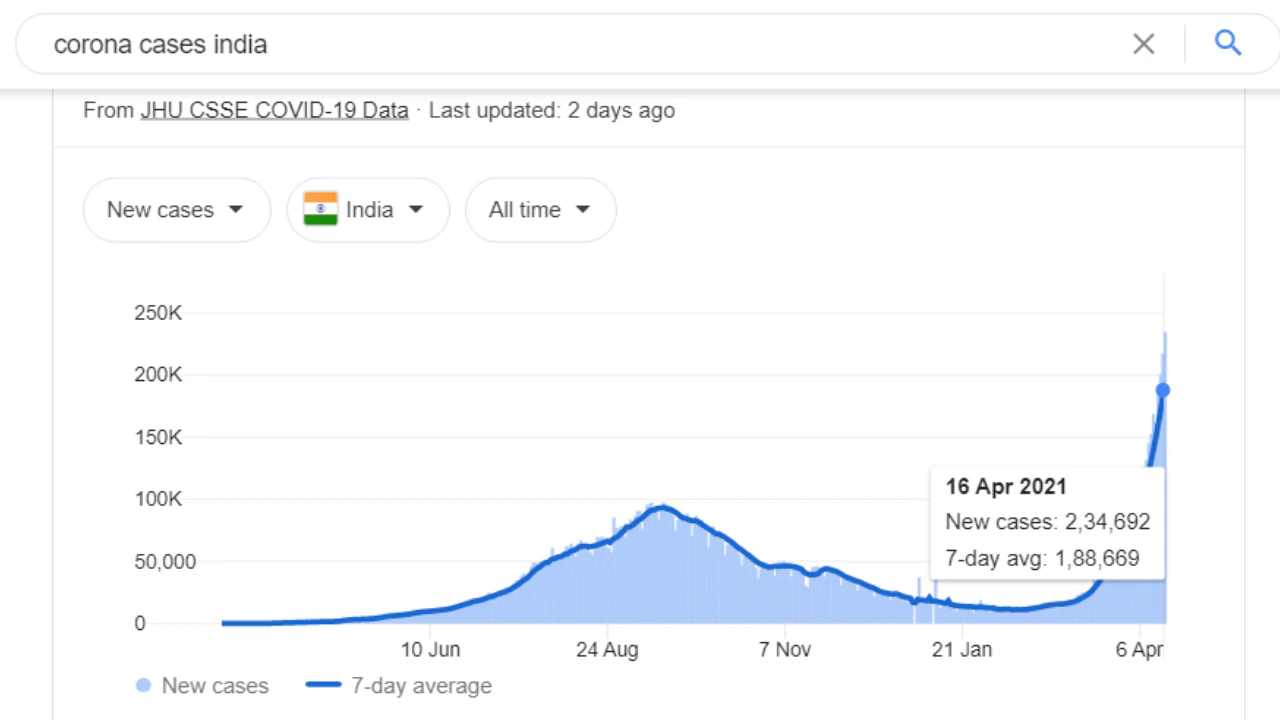 corona cases india
From JHU CSSE COVID-19 Data · Last updated: 2 days ago
New cases India All time
250K
200K
150K
100K
50,000
0
16 Apr 2021
New cases: 2,34,692
7-day avg: 1,88,669
10 Jun 24 Aug 7 Nov 21 Jan 6 Apr
New cases 7-day average